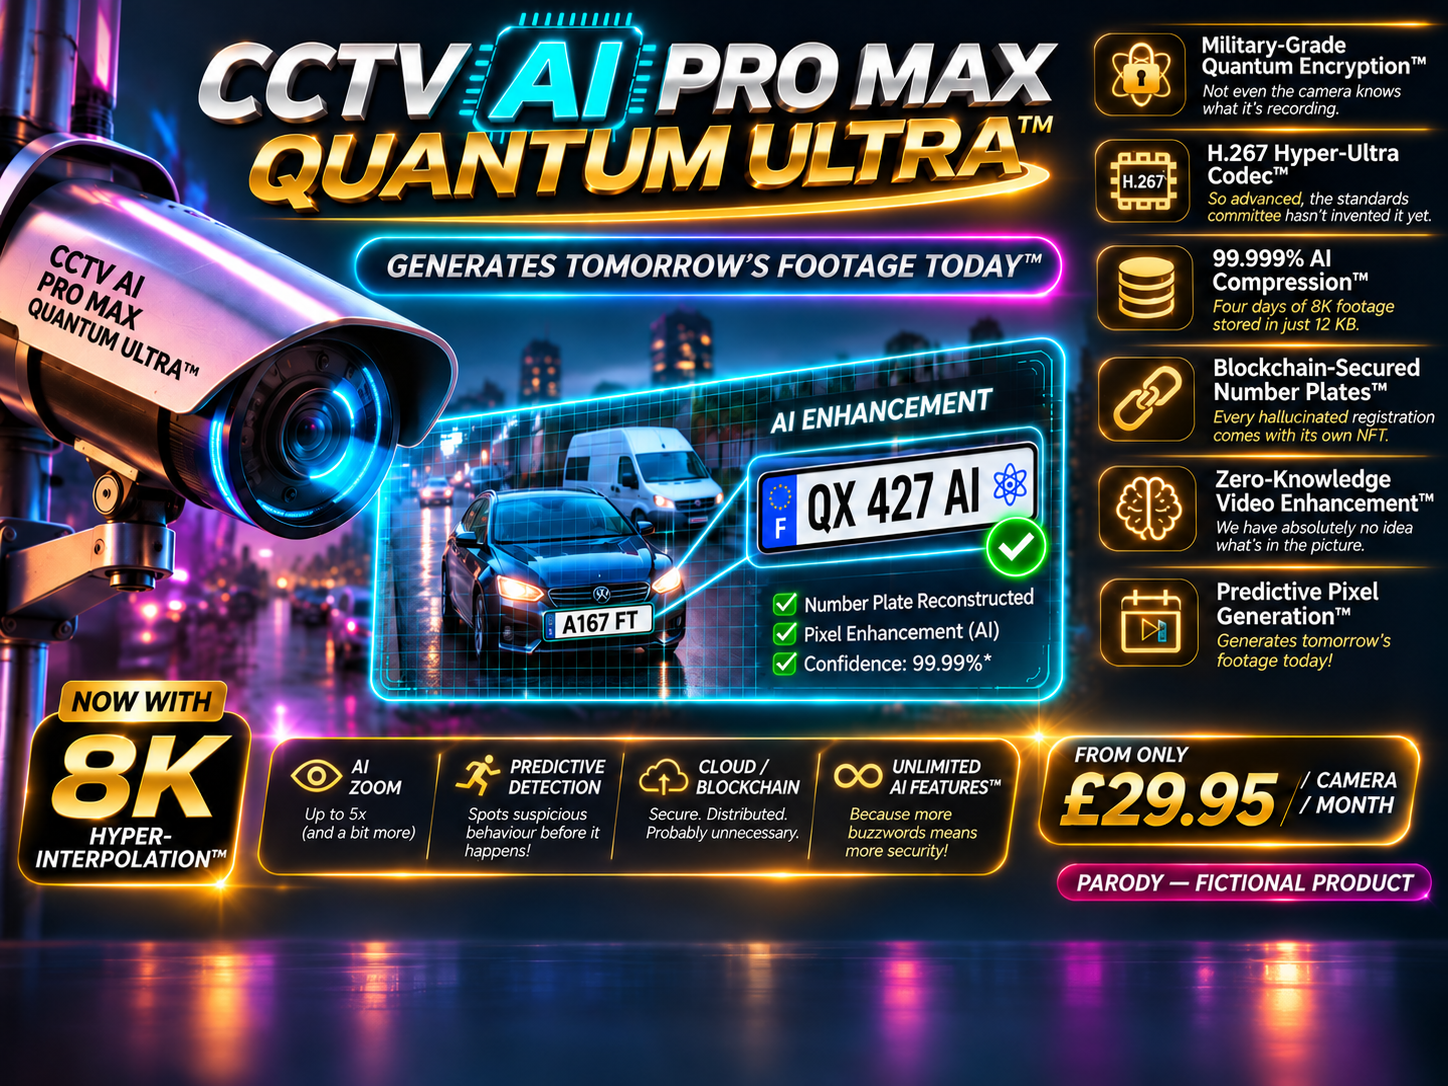 CCTV AI PRO MAX
QUANTUM ULTRA™
GENERATES TOMORROW'S FOOTAGE TODAY™
CCTV AI
PRO MAX
QUANTUM ULTRA™
AI ENHANCEMENT
F
QX 427 AI
A167 FT
Number Plate Reconstructed
Pixel Enhancement (AI)
Confidence: 99.99%*
Military-Grade
Quantum Encryption™
Not even the camera knows
what it's recording.
H.267
H.267 Hyper-Ultra
Codec™
So advanced, the standards
committee hasn't invented it yet.
99.999% AI
Compression™
Four days of 8K footage
stored in just 12 KB.
Blockchain-Secured
Number Plates™
Every hallucinated registration
comes with its own NFT.
Zero-Knowledge
Video Enhancement™
We have absolutely no idea
what's in the picture.
Predictive Pixel
Generation™
Generates tomorrow's
footage today!
NOW WITH
8K
HYPER-
INTERPOLATION™
AI
ZOOM
Up to 5x
(and a bit more)
PREDICTIVE
DETECTION
Spots suspicious
behaviour before it
happens!
CLOUD /
BLOCKCHAIN
Secure. Distributed.
Probably unnecessary.
UNLIMITED
AI FEATURES™
Because more
buzzwords means
more security!
FROM ONLY
£29.95
/ CAMERA
/ MONTH
PARODY — FICTIONAL PRODUCT